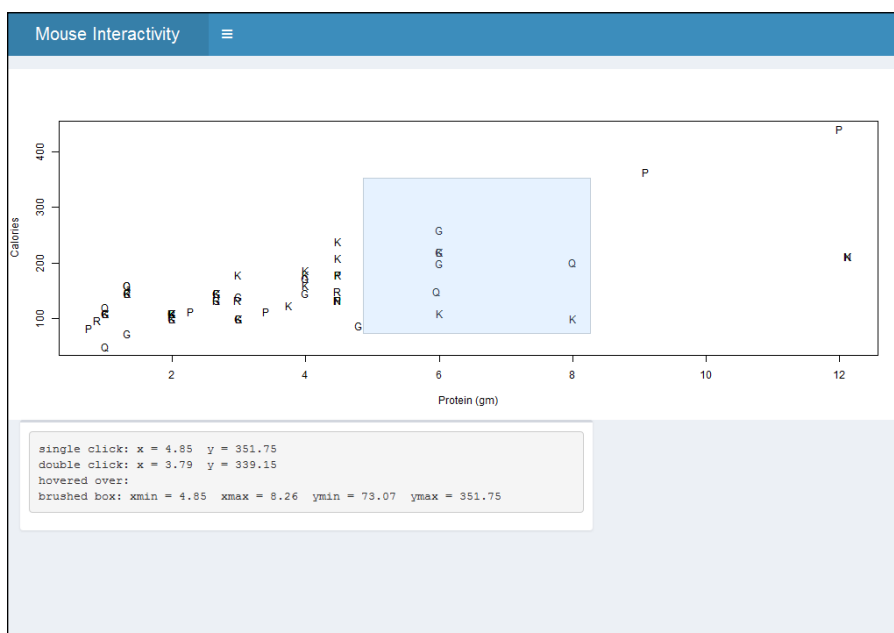 Mouse Interactivity
P
400
P
300
Calories
K
G
K
200
K
Q
100
2
4
6
8
10
12
Protein (gm)
single click: x = 4.85 y = 351.75
double click: x = 3.79 y = 339.15
hovered over:
brushed box: xmin = 4.85 xmax = 8.26 ymin = 73.07 ymax = 351.75